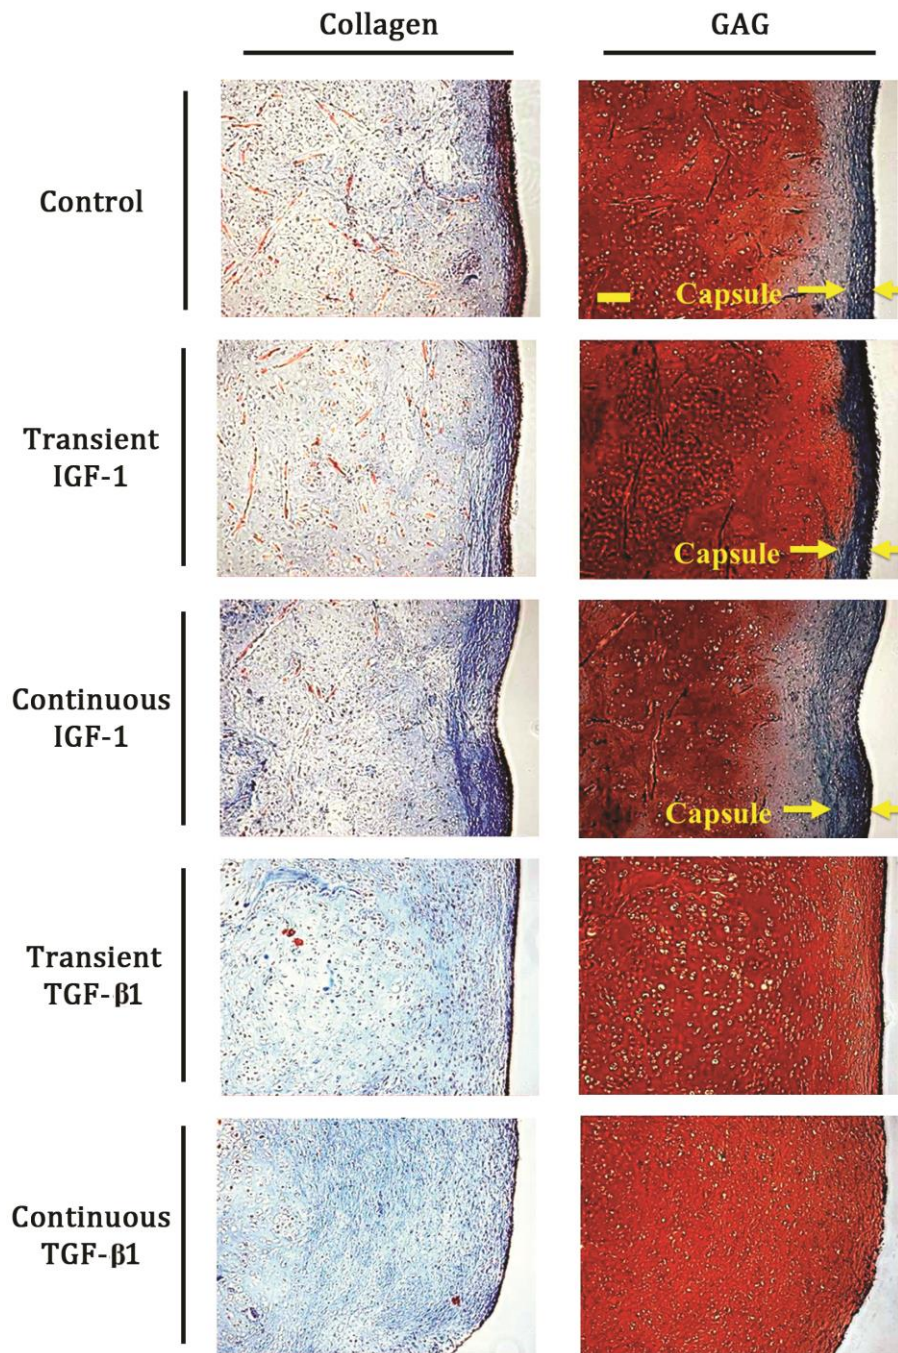 Collagen
GAG
Control
Capsule
Transient
IGF-1
Capsule
Continuous
IGF-1
Capsule
Transient
TGF-β1
Continuous
TGF-β1